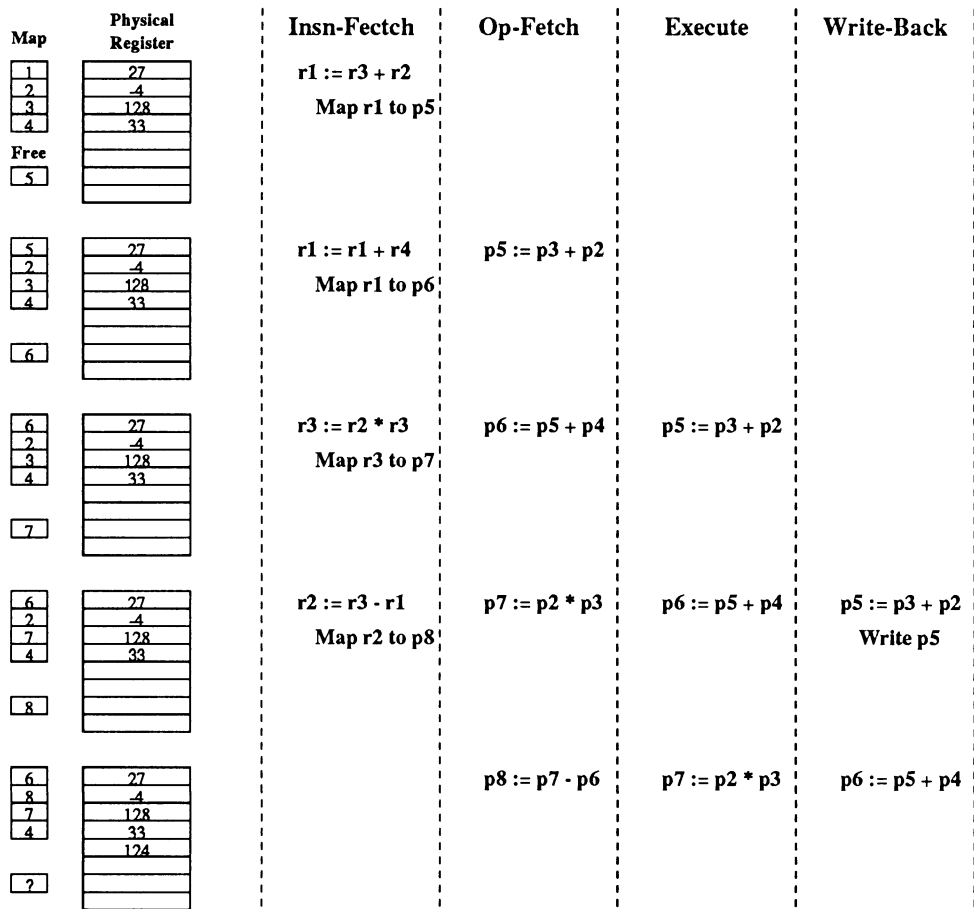 Map Physical Register Insn-Fectch Op-Fetch Execute Write-Back
1 27 r1 := r3 + r2
2 -4
3 128 Map r1 to p5
4 33
Free
5
5 27 r1 := r1 + r4 p5 := p3 + p2
2 -4
3 128 Map r1 to p6
4 33
6
6 27 r3 := r2 * r3 p6 := p5 + p4 p5 := p3 + p2
2 -4
3 128 Map r3 to p7
4 33
7
6 27 r2 := r3 - r1 p7 := p2 * p3 p6 := p5 + p4 p5 := p3 + p2
2 -4
7 128 Map r2 to p8 Write p5
4 33
8
6 27 p8 := p7 - p6 p7 := p2 * p3 p6 := p5 + p4
8 -4
7 128
4 33
124
?